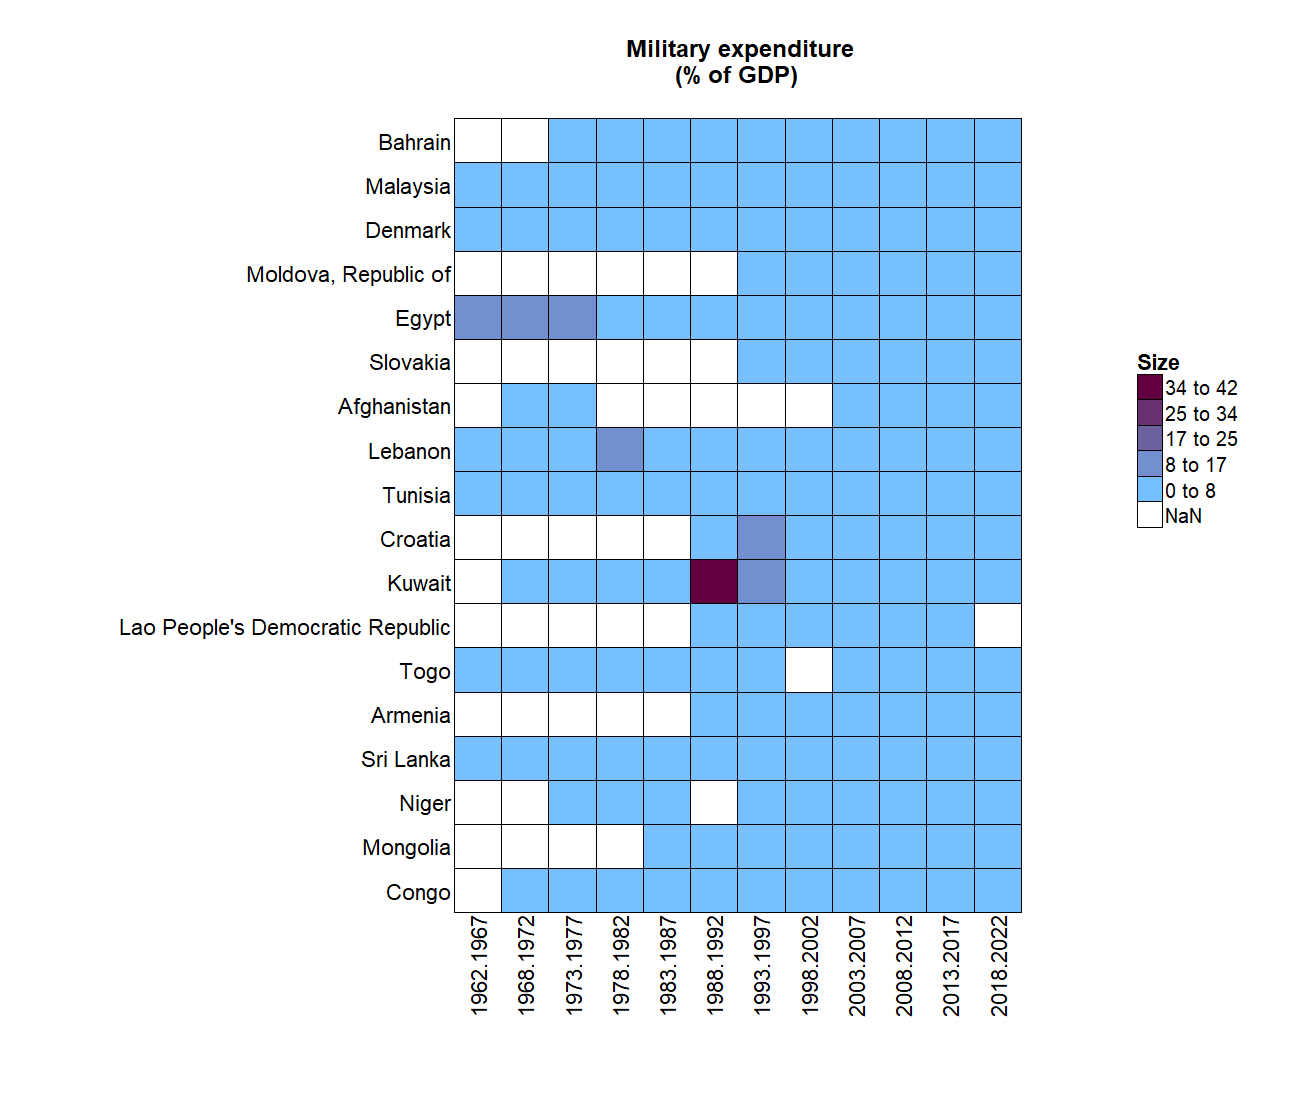 Military expenditure
(% of GDP)
Bahrain
Malaysia
Denmark
Moldova, Republic of
Egypt
Slovakia
Afghanistan
Lebanon
Tunisia
Croatia
Kuwait
Lao People's Democratic Republic
Togo
Armenia
Sri Lanka
Niger
Mongolia
Congo
1962.1967
1968.1972
1973.1977
1978.1982
1983.1987
1988.1992
1993.1997
1998.2002
2003.2007
2008.2012
2013.2017
2018.2022
Size
34 to 42
25 to 34
17 to 25
8 to 17
0 to 8
NaN